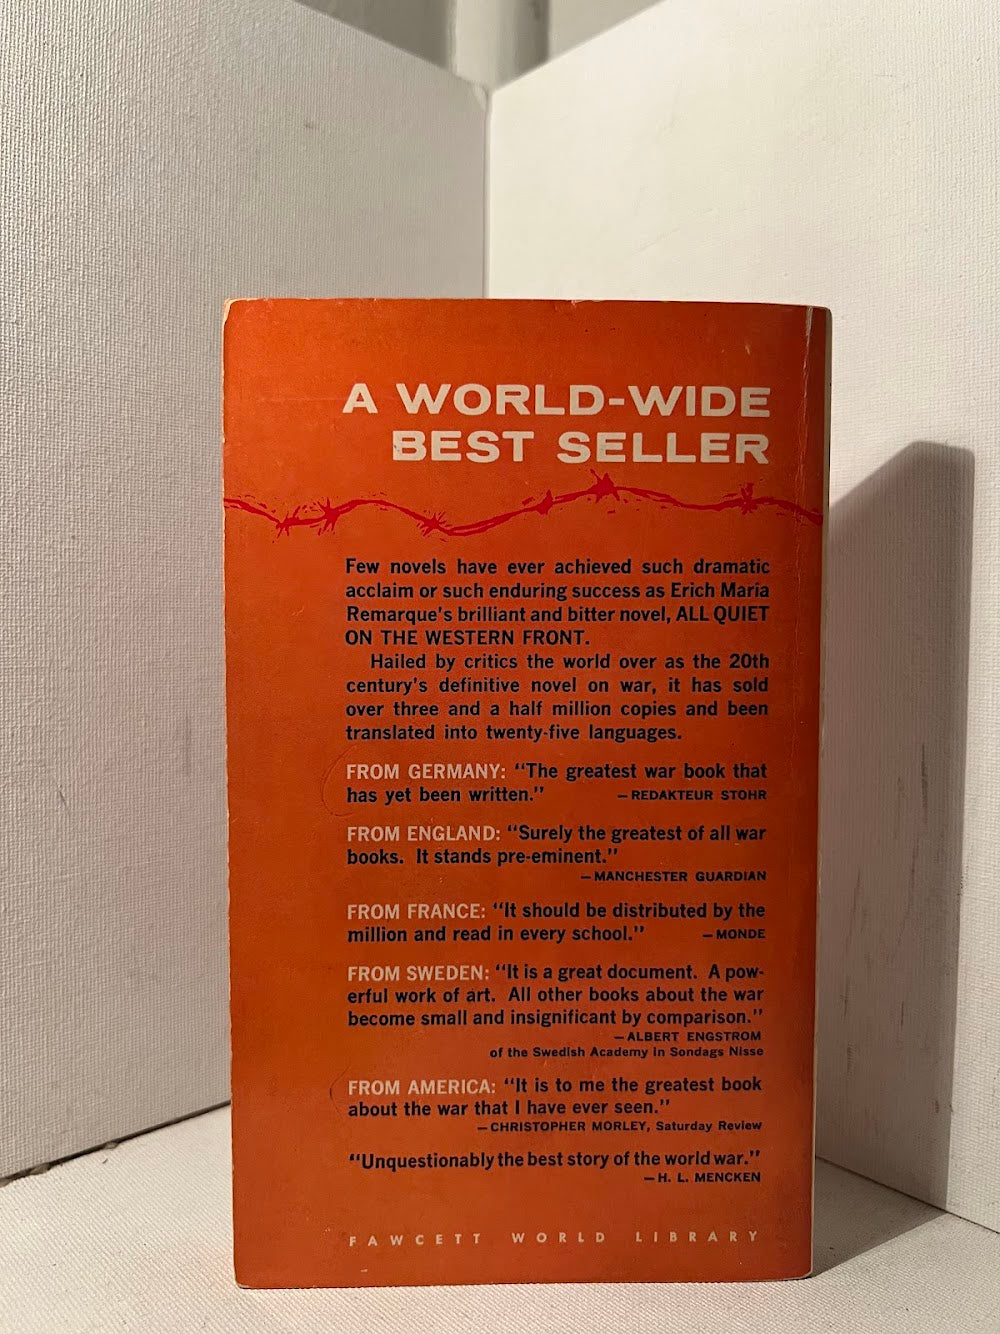 A WORLD-WIDE
BEST SELLER
Few novels have ever achieved such dramatic
acclaim or such enduring success as Erich Maria
Remarque's brilliant and bitter novel, ALL QUIET
ON THE WESTERN FRONT.
Hailed by critics the world over as the 20th
century's definitive novel on war, it has sold
over three and a half million copies and been
translated into twenty-five languages.
FROM GERMANY: "The greatest war book that
has yet been written." —REDAKTEUR STOHR
FROM ENGLAND: "Surely the greatest of all war
books. It stands pre-eminent."
—MANCHESTER GUARDIAN
FROM FRANCE: "It should be distributed by the
million and read in every school." —MONDE
FROM SWEDEN: "It is a great document. A pow-
erful work of art. All other books about the war
become small and insignificant by comparison."
—ALBERT ENGSTROM
of the Swedish Academy in Sondags Nisse
FROM AMERICA: "It is to me the greatest book
about the war that I have ever seen."
—CHRISTOPHER MORLEY, Saturday Review
"Unquestionably the best story of the world war."
—H. L. MENCKEN
FAWCETT WORLD LIBRARY